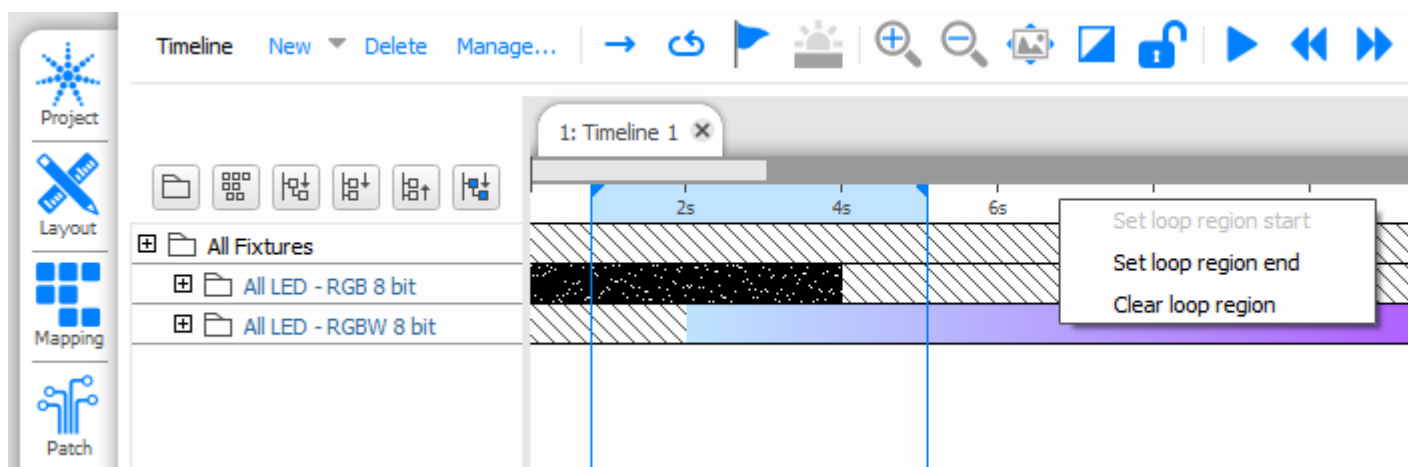 Timeline New Delete Manage...
Project
1: Timeline 1
2s 4s 6s
Layout
Set loop region start
All Fixtures
Set loop region end
All LED - RGB 8 bit
Clear loop region
All LED - RGBW 8 bit
Mapping
Patch